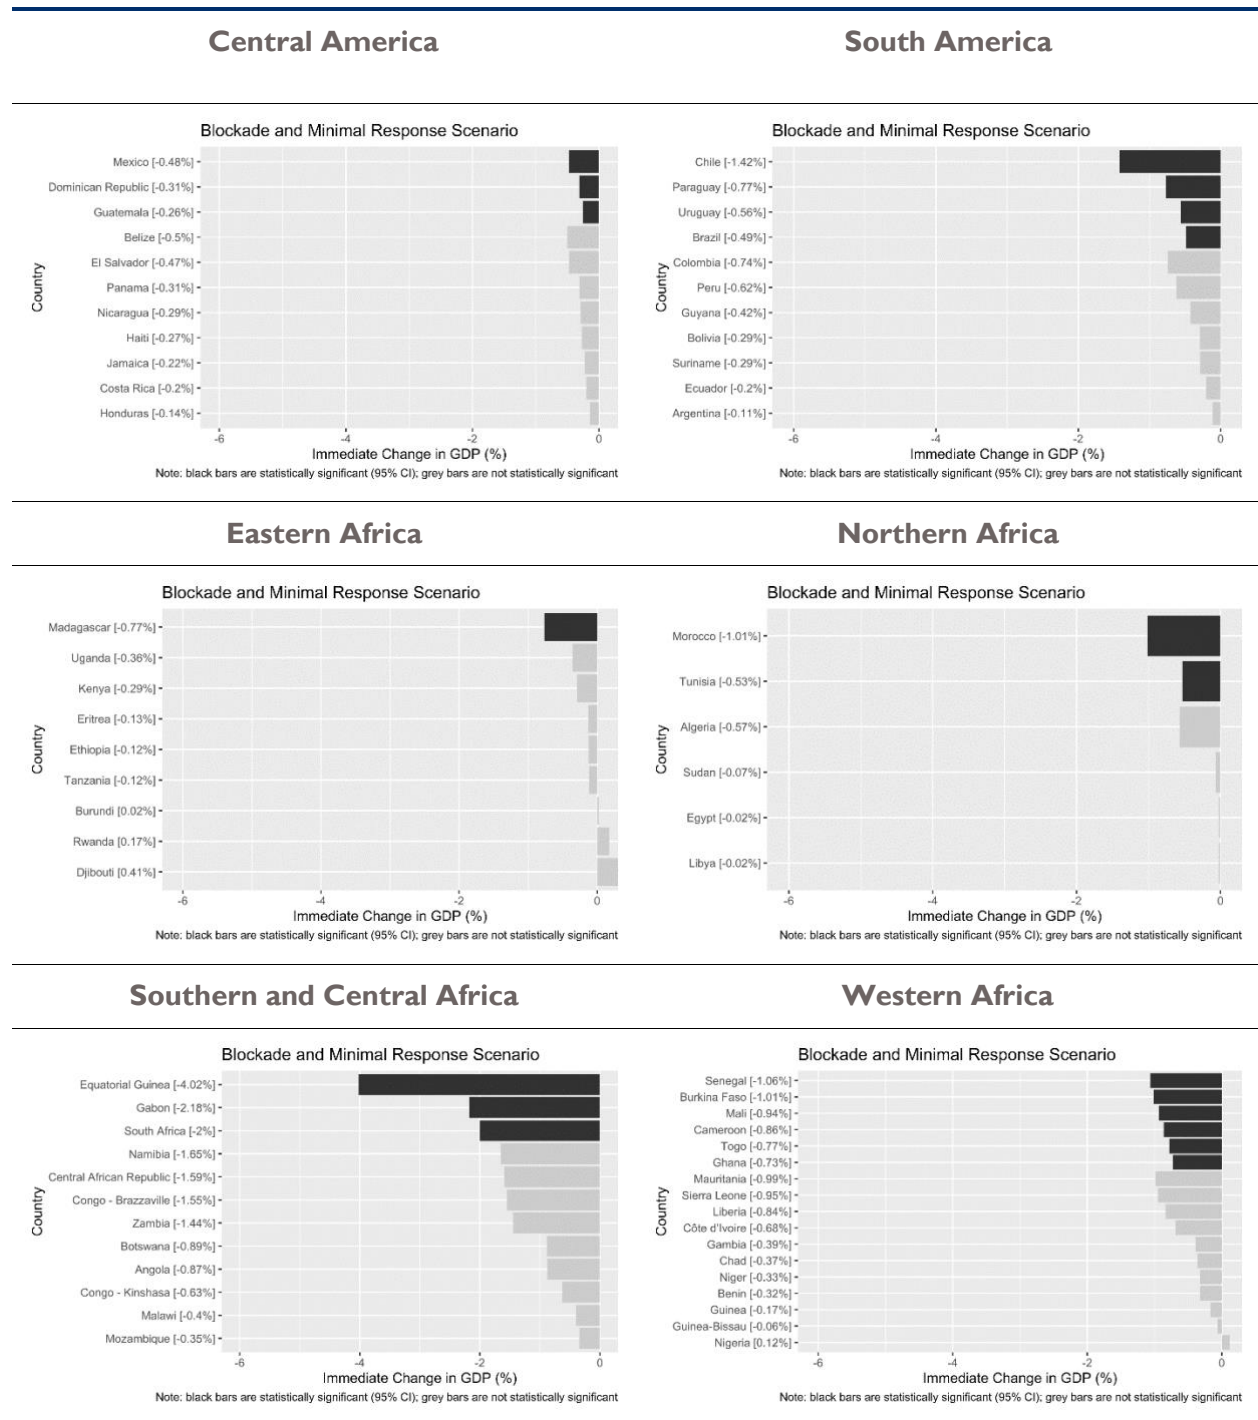 Central America
South America
Blockade and Minimal Response Scenario
Country
Mexico [-0.48%]
Dominican Republic [-0.31%]
Guatemala [-0.26%]
Belize [-0.5%]
El Salvador [-0.47%]
Panama [-0.31%]
Nicaragua [-0.29%]
Haiti [-0.27%]
Jamaica [-0.22%]
Costa Rica [-0.2%]
Honduras [-0.14%]
-6 -4 -2 0
Immediate Change in GDP (%)
Note: black bars are statistically significant (95% CI); grey bars are not statistically significant
Blockade and Minimal Response Scenario
Country
Chile [-1.42%]
Paraguay [-0.77%]
Uruguay [-0.56%]
Brazil [-0.49%]
Colombia [-0.74%]
Peru [-0.62%]
Guyana [-0.42%]
Bolivia [-0.29%]
Suriname [-0.29%]
Ecuador [-0.2%]
Argentina [-0.11%]
-6 -4 -2 0
Immediate Change in GDP (%)
Note: black bars are statistically significant (95% CI); grey bars are not statistically significant
Eastern Africa
Northern Africa
Blockade and Minimal Response Scenario
Country
Madagascar [-0.77%]
Uganda [-0.36%]
Kenya [-0.29%]
Eritrea [-0.13%]
Ethiopia [-0.12%]
Tanzania [-0.12%]
Burundi [0.02%]
Rwanda [0.17%]
Djibouti [0.41%]
-6 -4 -2 0
Immediate Change in GDP (%)
Note: black bars are statistically significant (95% CI); grey bars are not statistically significant
Blockade and Minimal Response Scenario
Country
Morocco [-1.01%]
Tunisia [-0.53%]
Algeria [-0.57%]
Sudan [-0.07%]
Egypt [-0.02%]
Libya [-0.02%]
-6 -4 -2 0
Immediate Change in GDP (%)
Note: black bars are statistically significant (95% CI); grey bars are not statistically significant
Southern and Central Africa
Western Africa
Blockade and Minimal Response Scenario
Country
Equatorial Guinea [-4.02%]
Gabon [-2.18%]
South Africa [-2%]
Namibia [-1.65%]
Central African Republic [-1.59%]
Congo - Brazzaville [-1.55%]
Zambia [-1.44%]
Botswana [-0.89%]
Angola [-0.87%]
Congo - Kinshasa [-0.63%]
Malawi [-0.4%]
Mozambique [-0.35%]
-6 -4 -2 0
Immediate Change in GDP (%)
Note: black bars are statistically significant (95% CI); grey bars are not statistically significant
Blockade and Minimal Response Scenario
Country
Senegal [-1.06%]
Burkina Faso [-1.01%]
Mali [-0.94%]
Cameroon [-0.86%]
Togo [-0.77%]
Ghana [-0.73%]
Mauritania [-0.99%]
Sierra Leone [-0.95%]
Liberia [-0.84%]
Côte d'Ivoire [-0.68%]
Gambia [-0.39%]
Chad [-0.37%]
Niger [-0.33%]
Benin [-0.32%]
Guinea [-0.17%]
Guinea-Bissau [-0.06%]
Nigeria [0.12%]
-6 -4 -2 0
Immediate Change in GDP (%)
Note: black bars are statistically significant (95% CI); grey bars are not statistically significant